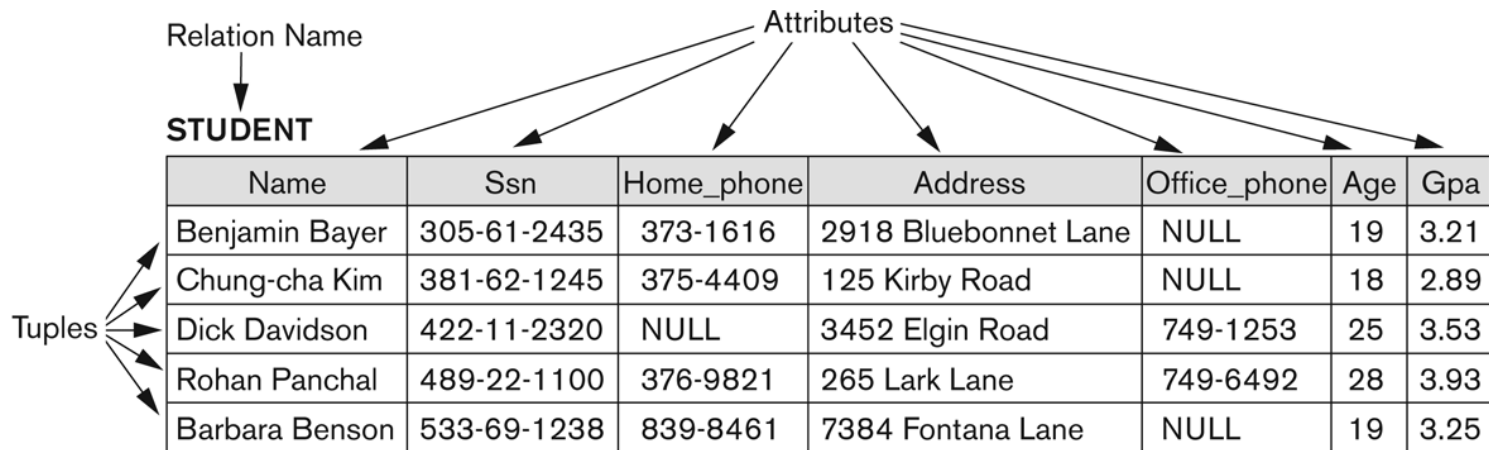 Relation Name
Attributes
STUDENT
Name Ssn Home_phone Address Office_phone Age Gpa
Benjamin Bayer 305-61-2435 373-1616 2918 Bluebonnet Lane NULL 19 3.21
Chung-cha Kim 381-62-1245 375-4409 125 Kirby Road NULL 18 2.89
Tuples
Dick Davidson 422-11-2320 NULL 3452 Elgin Road 749-1253 25 3.53
Rohan Panchal 489-22-1100 376-9821 265 Lark Lane 749-6492 28 3.93
Barbara Benson 533-69-1238 839-8461 7384 Fontana Lane NULL 19 3.25